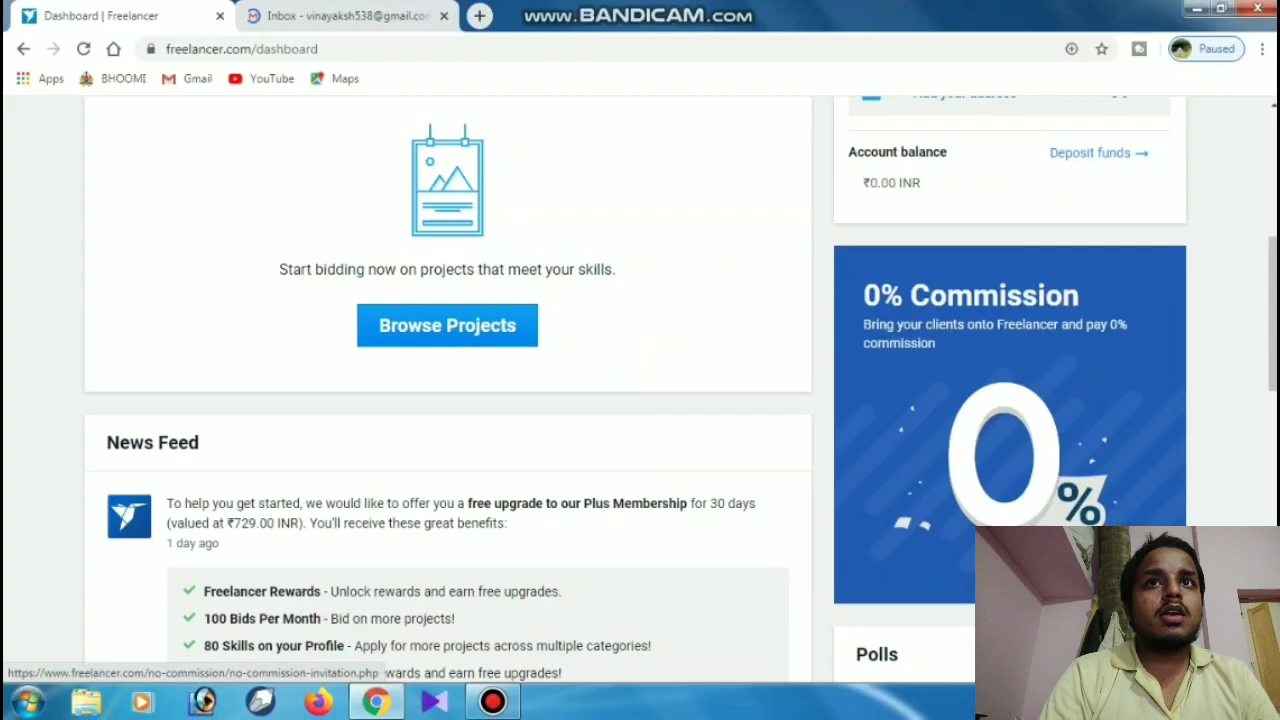 Dashboard | Freelancer
Inbox - vinayaksh538@gmail.con
www.BANDICAM.com
freelancer.com/dashboard
Paused
Apps
BHOOMI
Gmail
YouTube
Maps
Account balance
Deposit funds →
₹0.00 INR
Start bidding now on projects that meet your skills.
Browse Projects
0% Commission
Bring your clients onto Freelancer and pay 0%
commission
0%
News Feed
To help you get started, we would like to offer you a free upgrade to our Plus Membership for 30 days
(valued at ₹729.00 INR). You'll receive these great benefits:
1 day ago
Freelancer Rewards - Unlock rewards and earn free upgrades.
100 Bids Per Month - Bid on more projects!
80 Skills on your Profile - Apply for more projects across multiple categories!
wards and earn free upgrades!
Polls
https://www.freelancer.com/no-commission/no-commission-invitation.php